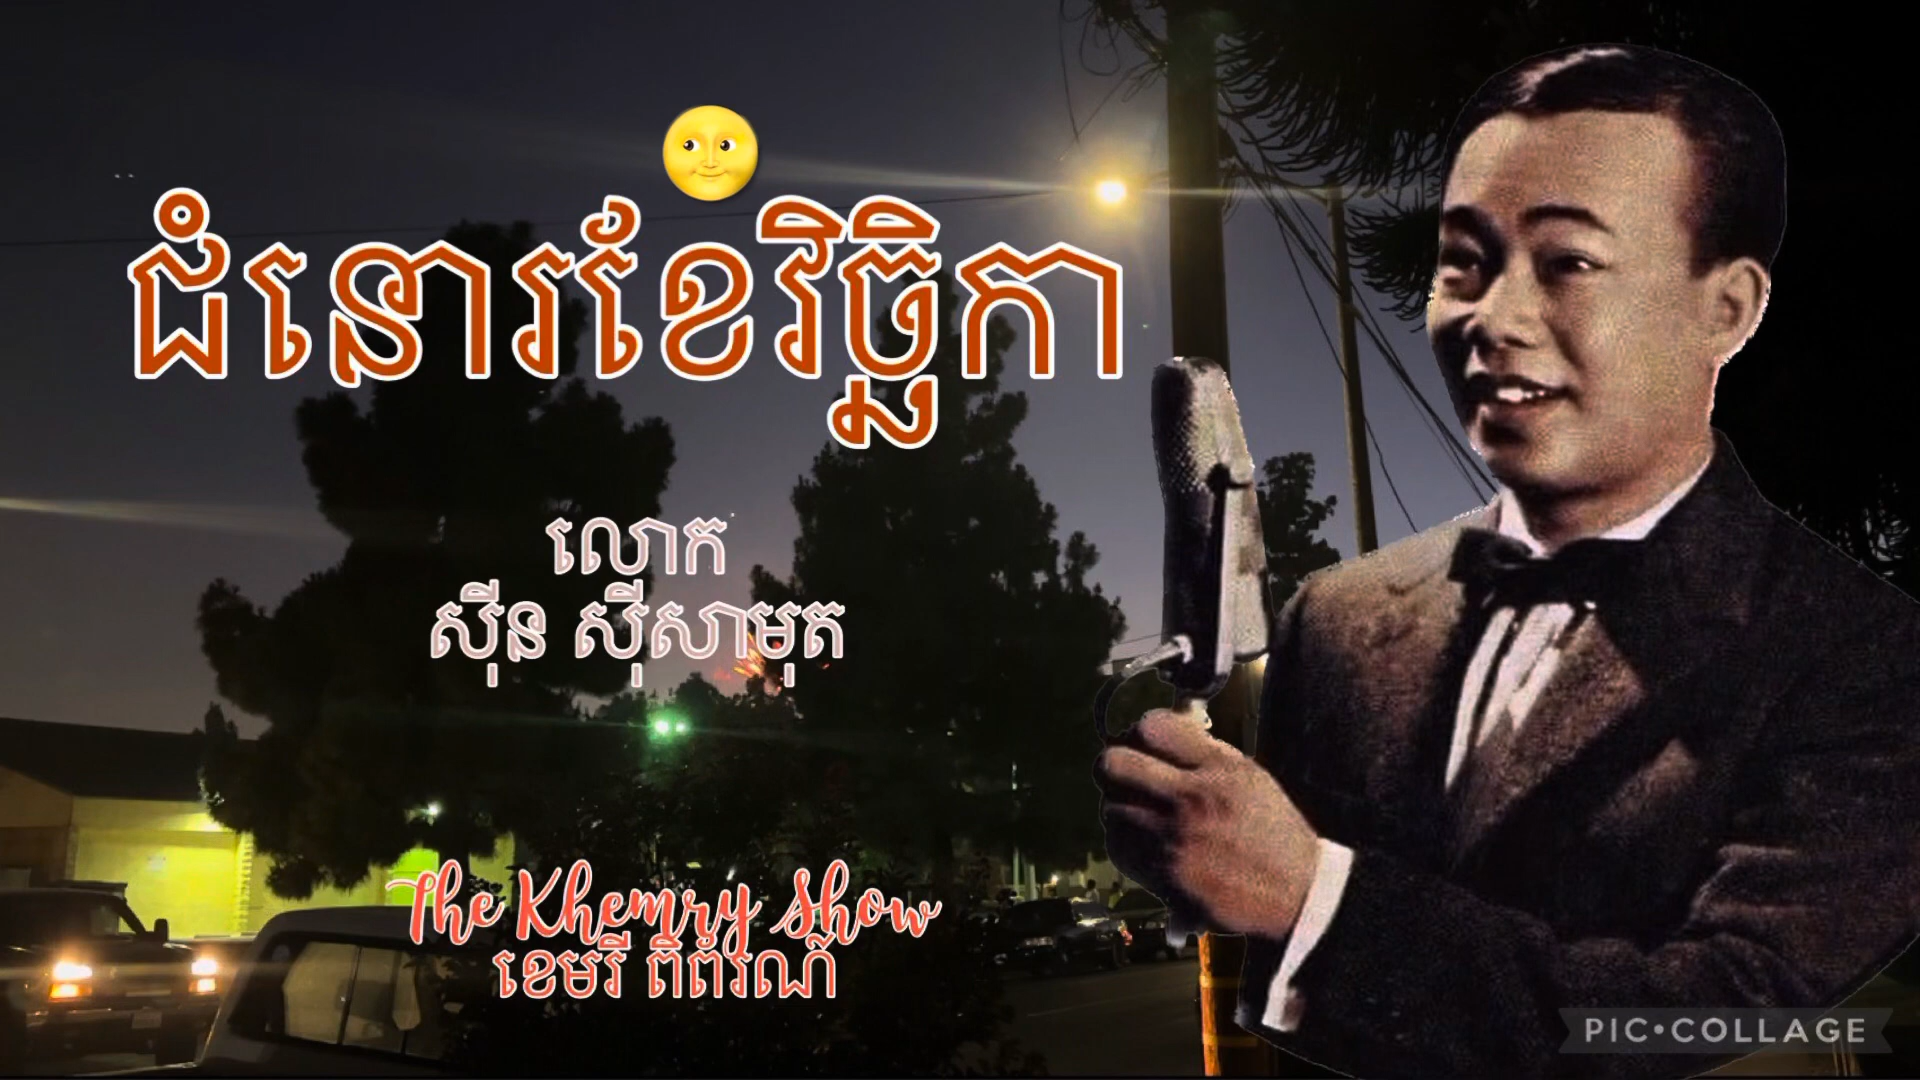 ជំនោរខែវិច្ឆិកា
លោក
ស៊ីន ស៊ីសាមុត
The Khemry Show
ខេមរី ពិព័រណ៍
PIC•COLLAGE